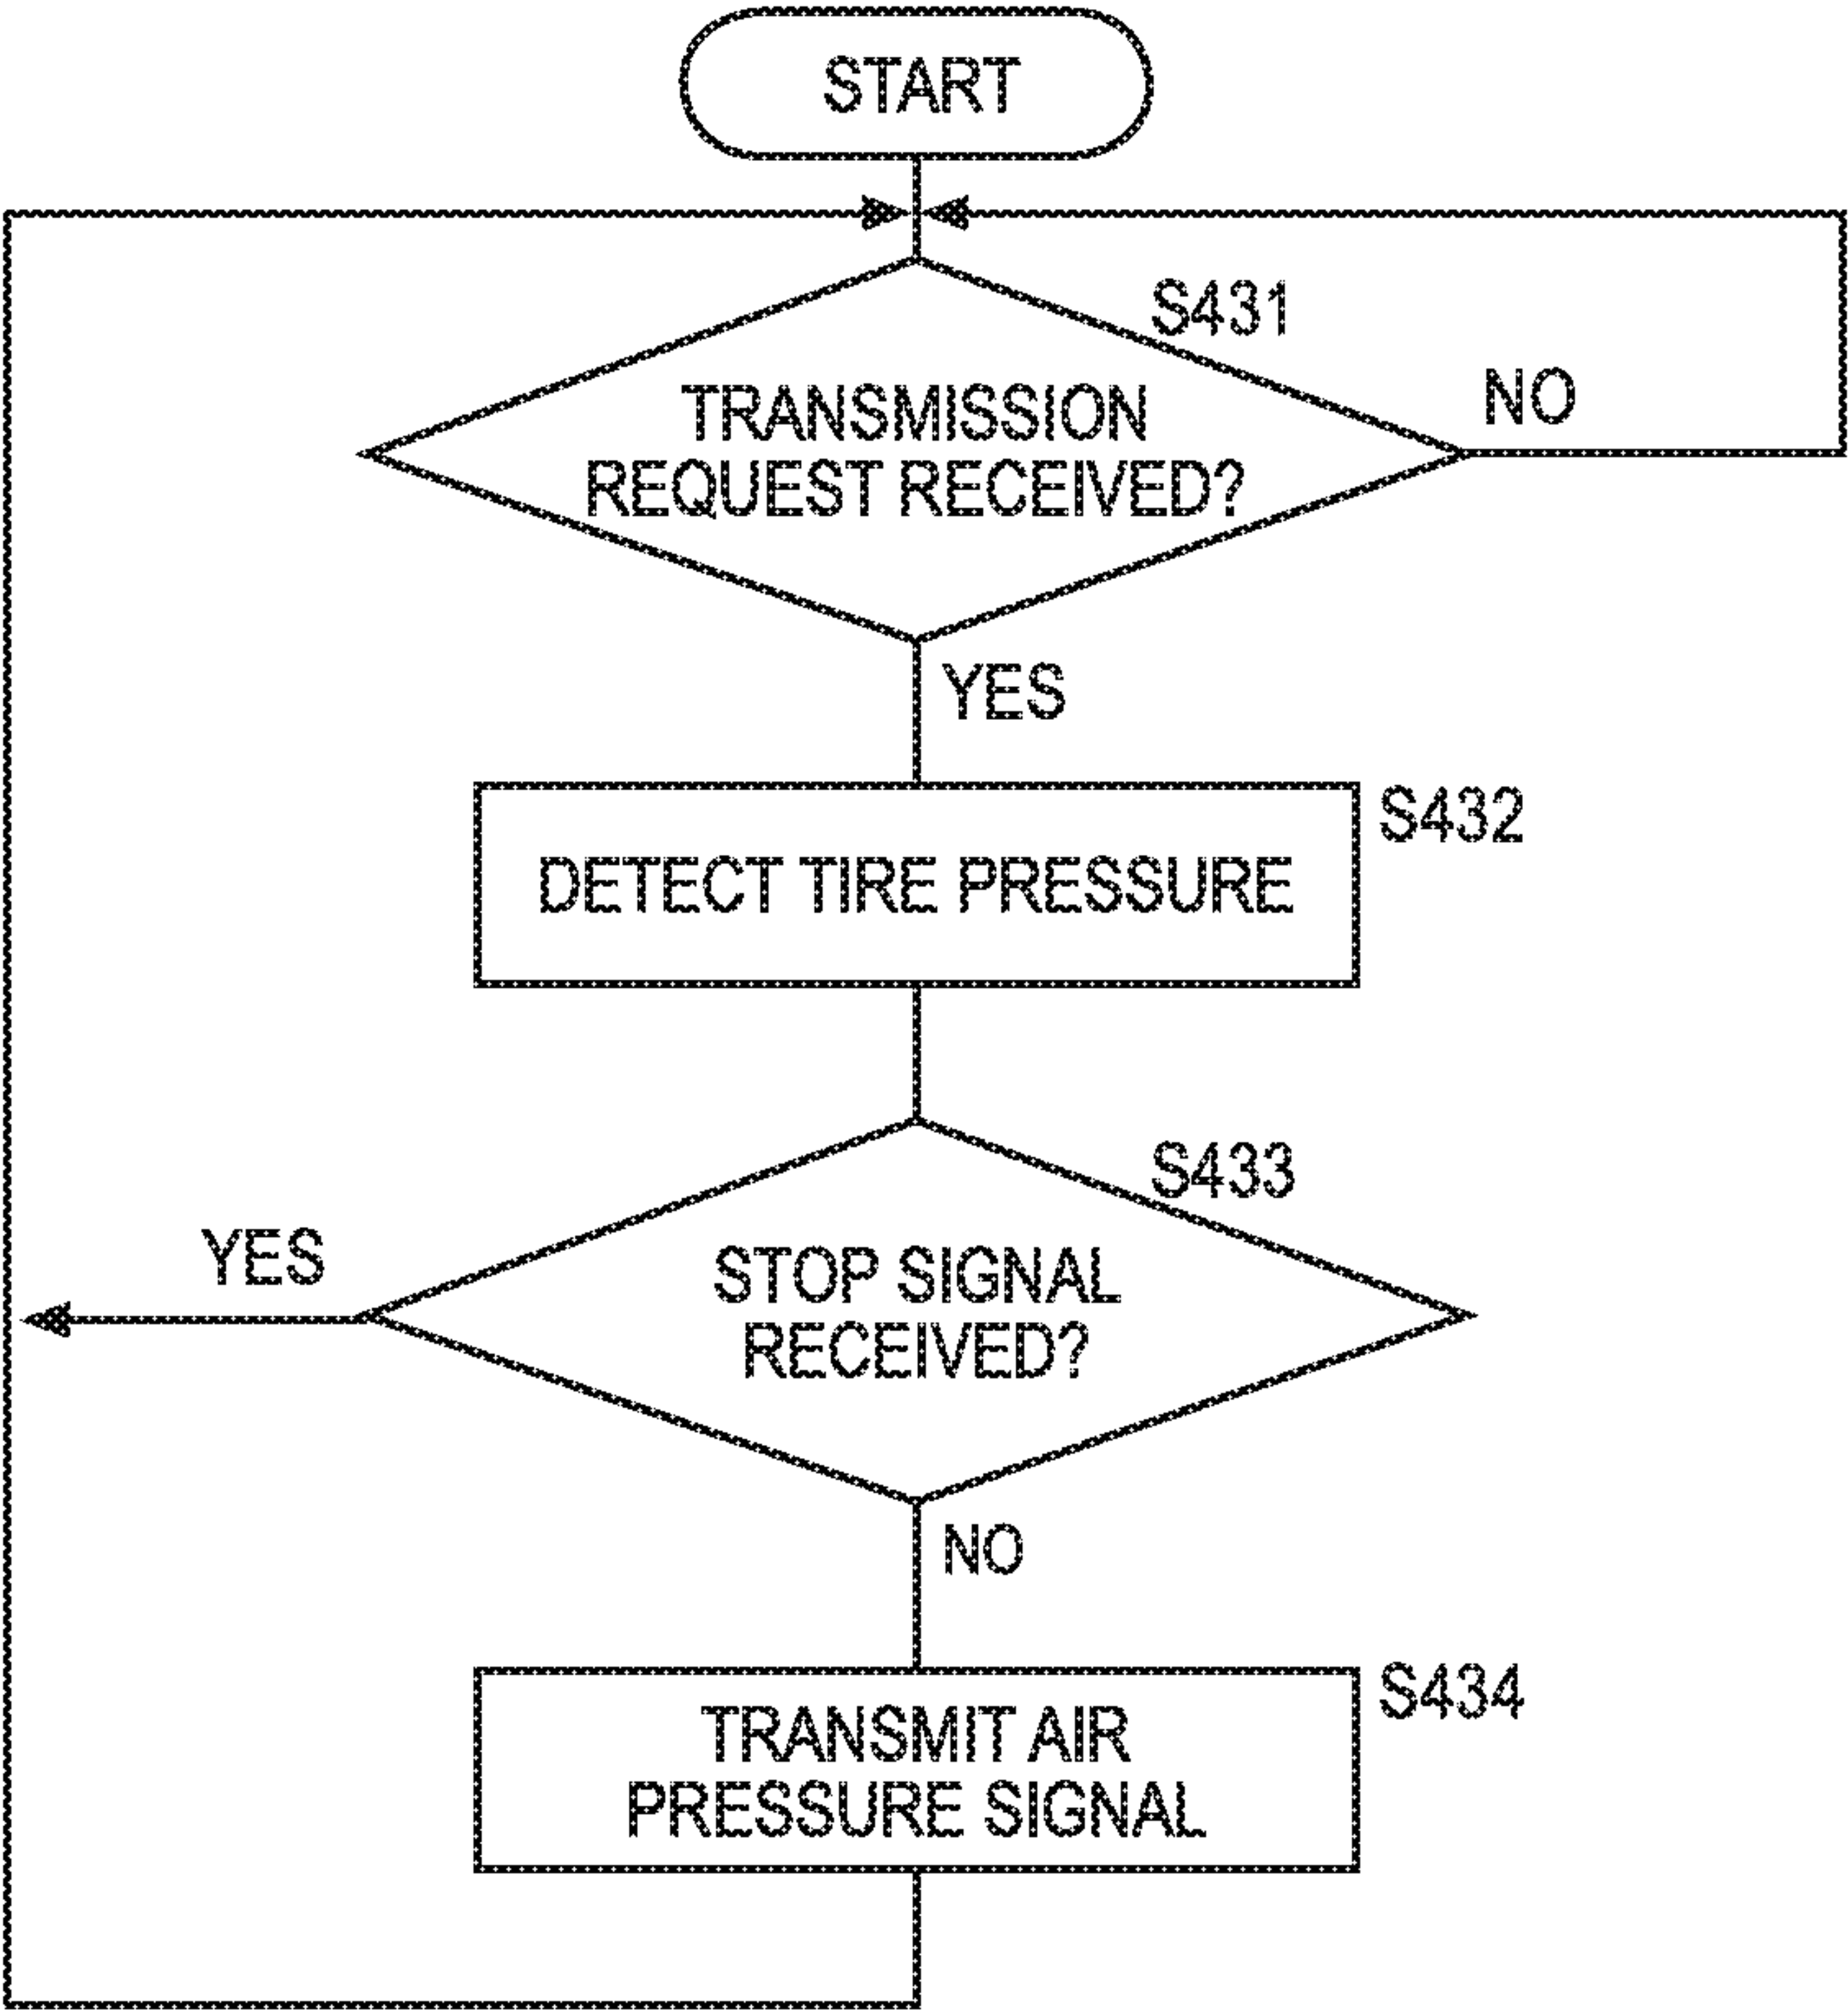 START
S431
TRANSMISSION
REQUEST RECEIVED?
NO
YES
S432
DETECT TIRE PRESSURE
S433
STOP SIGNAL
RECEIVED?
YES
NO
S434
TRANSMIT AIR
PRESSURE SIGNAL